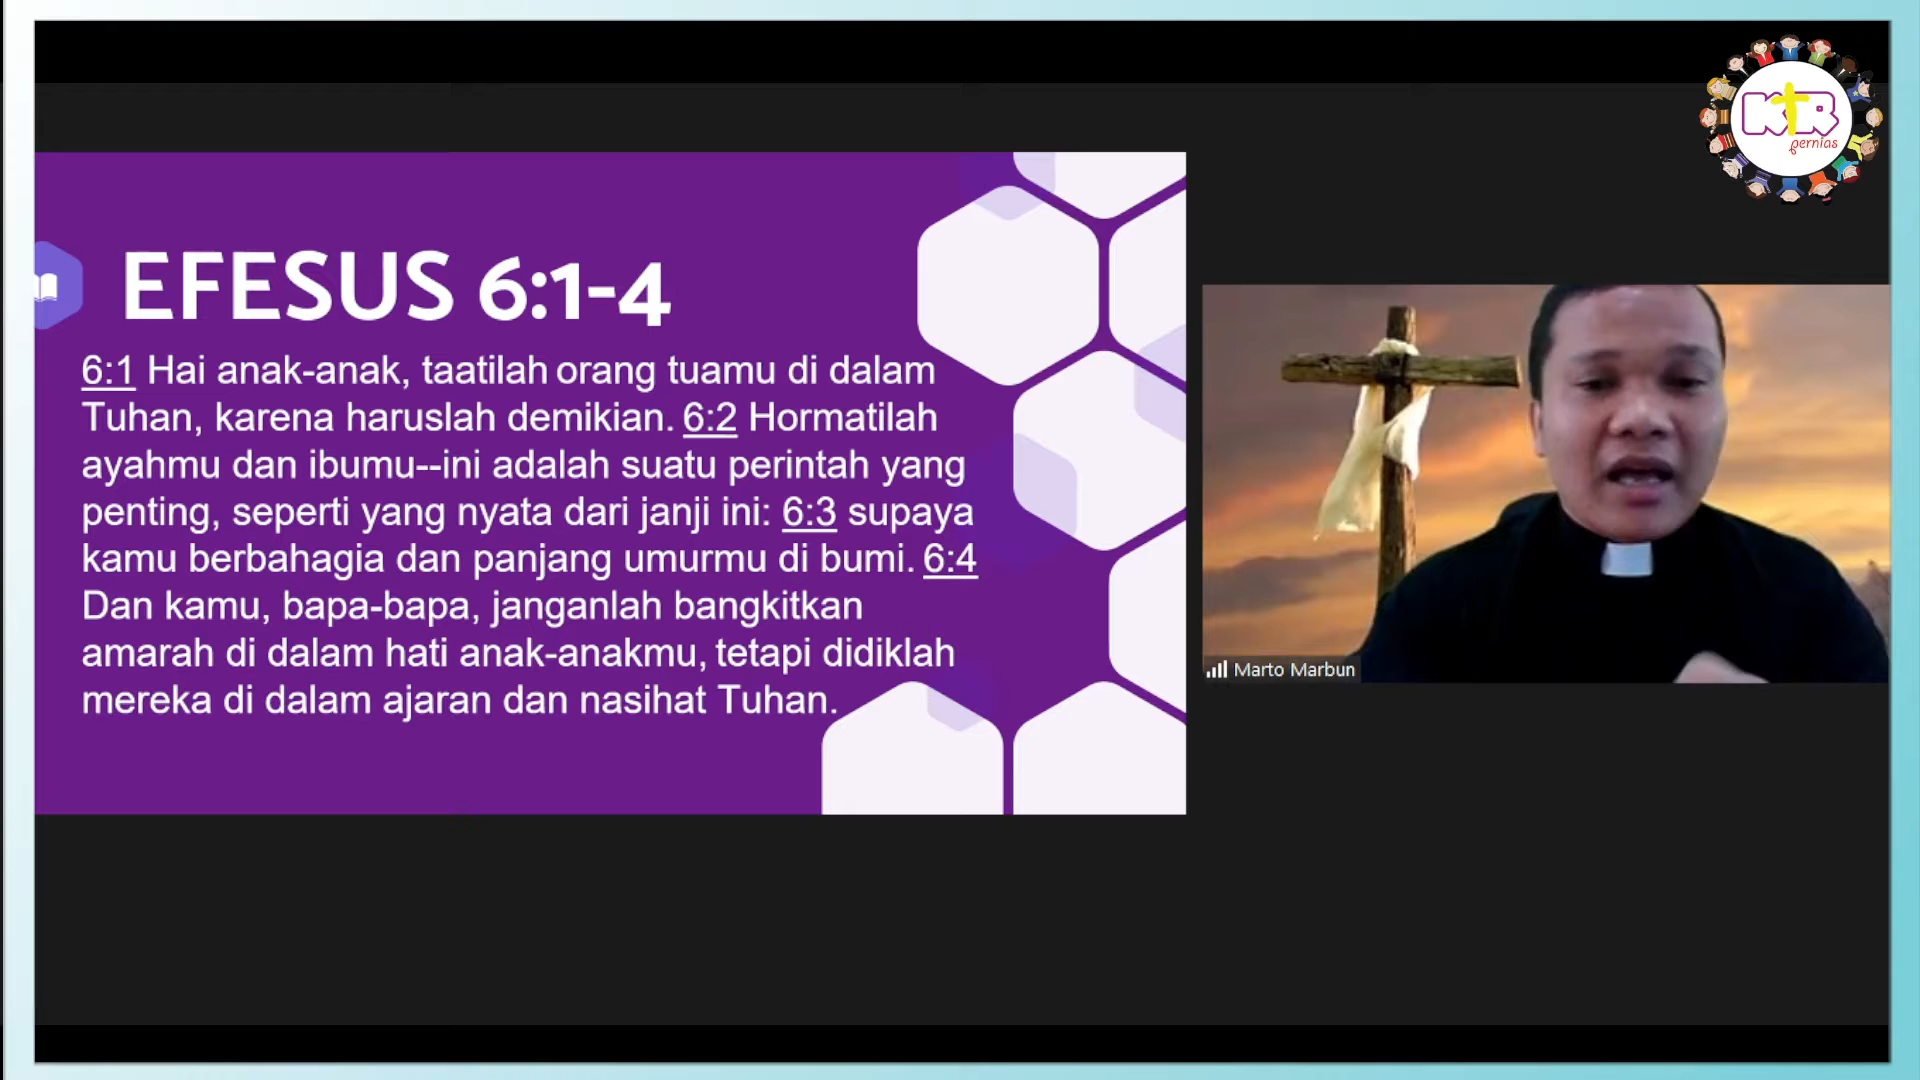 EFESUS 6:1-4
6:1 Hai anak-anak, taatilah orang tuamu di dalam
Tuhan, karena haruslah demikian. 6:2 Hormatilah
ayahmu dan ibumu--ini adalah suatu perintah yang
penting, seperti yang nyata dari janji ini: 6:3 supaya
kamu berbahagia dan panjang umurmu di bumi. 6:4
Dan kamu, bapa-bapa, janganlah bangkitkan
amarah di dalam hati anak-anakmu, tetapi didiklah
mereka di dalam ajaran dan nasihat Tuhan.
KTR
pernias
Marto Marbun